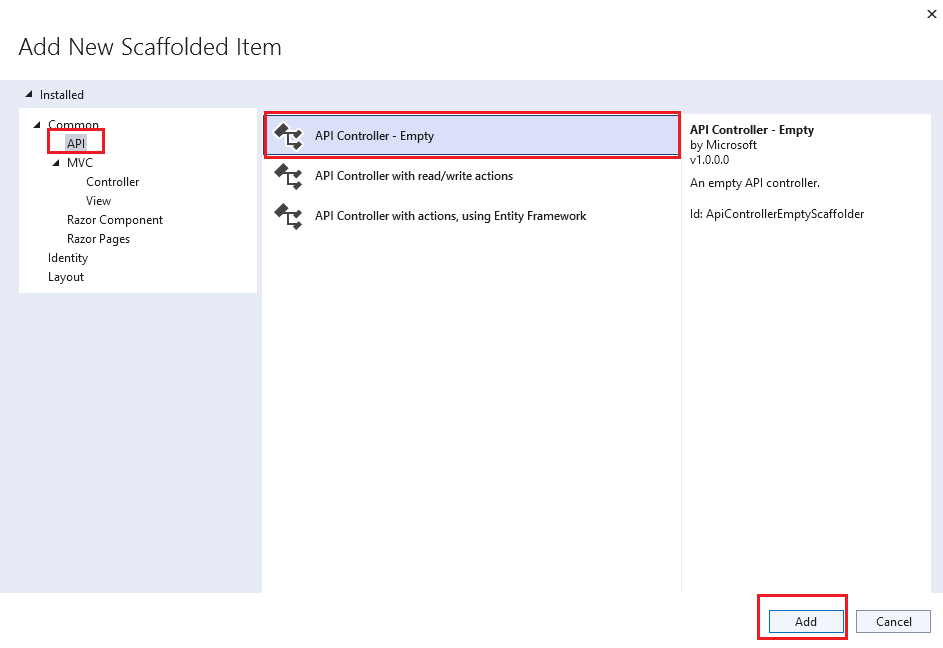 Add New Scaffolded Item
Installed
Common
API
MVC
Controller
View
Razor Component
Razor Pages
Identity
Layout
API Controller - Empty
API Controller with read/write actions
API Controller with actions, using Entity Framework
API Controller - Empty
by Microsoft
v1.0.0.0
An empty API controller.
Id: ApiControllerEmptyScaffolder
Add
Cancel